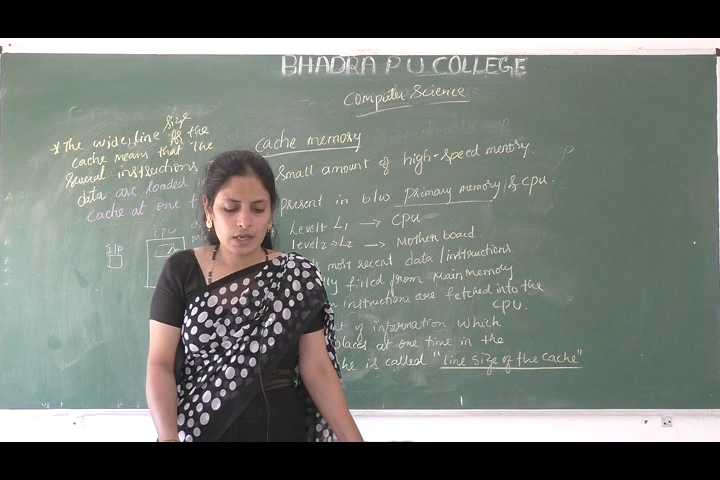 BHADRA P U COLLEGE
Computer Science
* The wide line size
of the
cache means that the
several instructions
data are loaded
cache at one
CPU
I/P
cache memory
Small amount of high-speed memory.
Present in b/w primary memory & CPU.
Level1- L1 → CPU
level2 → L2 → Mother board.
most recent data / instructions
filled from main memory
instructions are fetched into the
CPU.
of information which
places at one time in the
is called "line size of the cache"